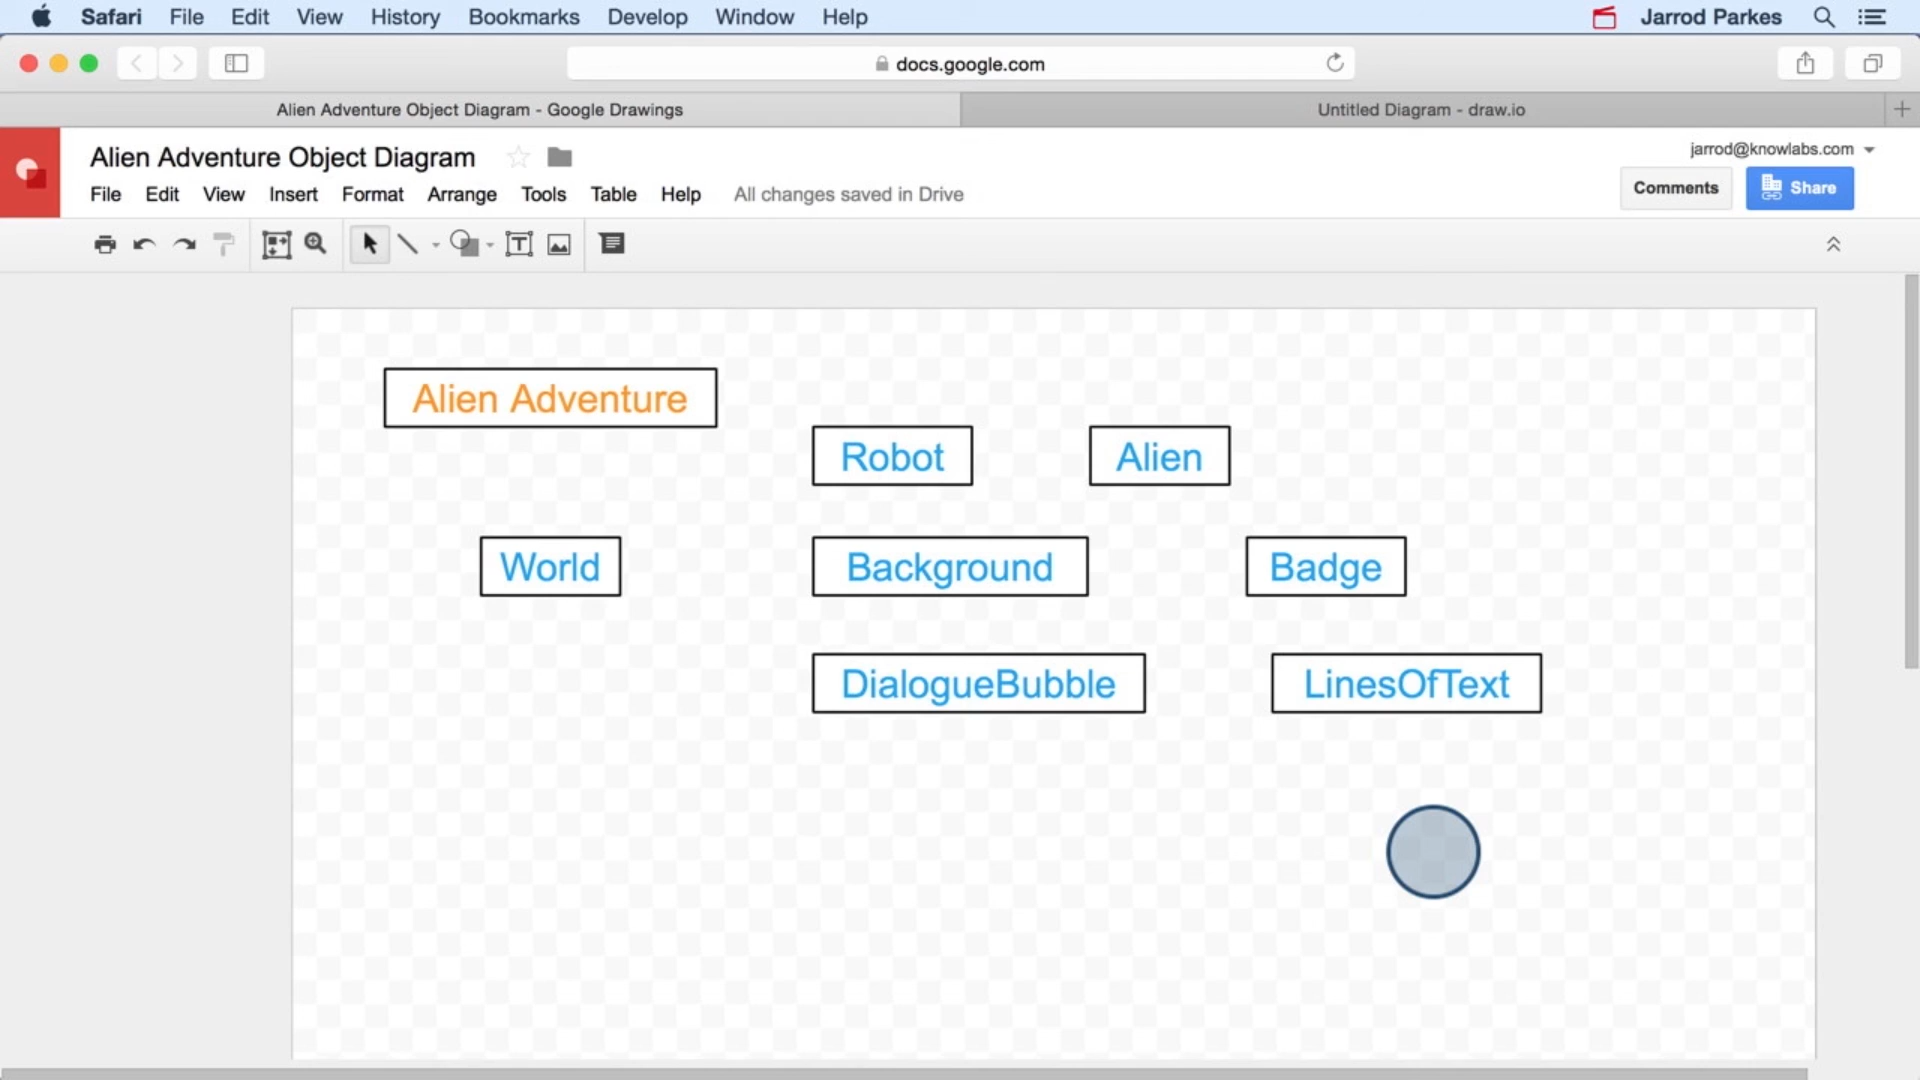 Safari File Edit View History Bookmarks Develop Window Help Jarrod Parkes
docs.google.com
Alien Adventure Object Diagram - Google Drawings Untitled Diagram - draw.io
Alien Adventure Object Diagram
jarrod@knowlabs.com
File Edit View Insert Format Arrange Tools Table Help All changes saved in Drive
Comments Share
Alien Adventure
Robot Alien
World Background Badge
DialogueBubble LinesOfText